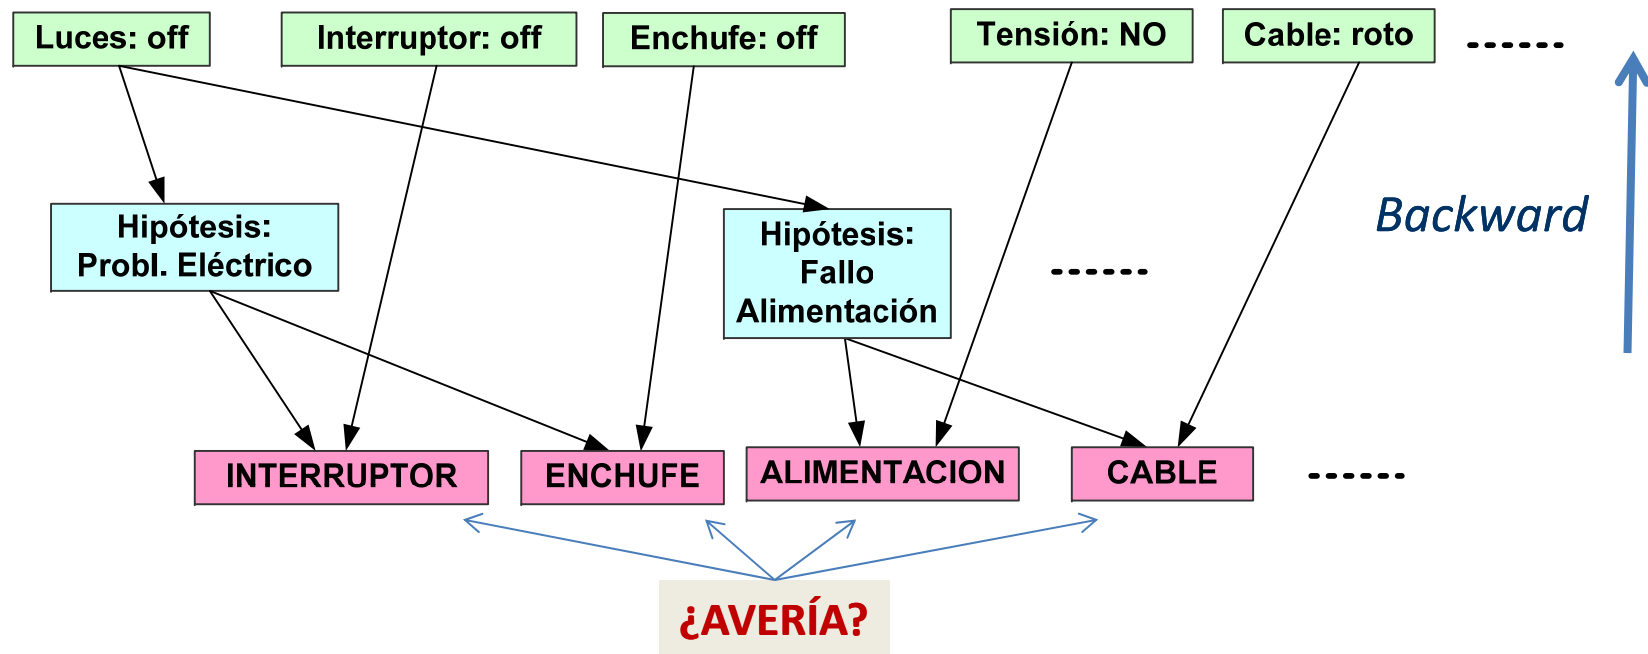 Luces: off
Interruptor: off
Enchufe: off
Tensión: NO
Cable: roto
------
Backward
Hipótesis:
Probl. Eléctrico
Hipótesis:
Fallo
Alimentación
------
INTERRUPTOR
ENCHUFE
ALIMENTACION
CABLE
------
¿AVERÍA?